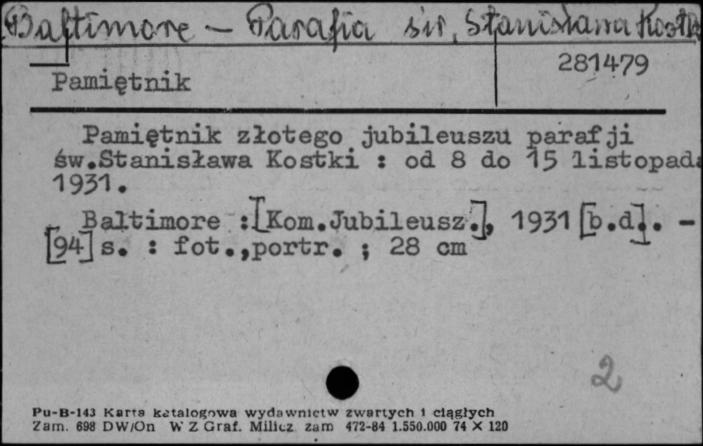 Baltimore - Parafia św. Stanisława Kostki
281479
Pamiętnik
Pamiętnik złotego jubileuszu parafji
św.Stanisława Kostki : od 8 do 15 listopada
1931.
Baltimore :[Kom.Jubileusz.], 1931 [b.d]. -
[94] s. : fot.,portr. ; 28 cm
2
Pu-B-143 Karta katalogowa wydawnictw zwartych i ciągłych
Zam. 698 DW/On W Z Graf. Milicz zam 472-84 1.550.000 74 X 120